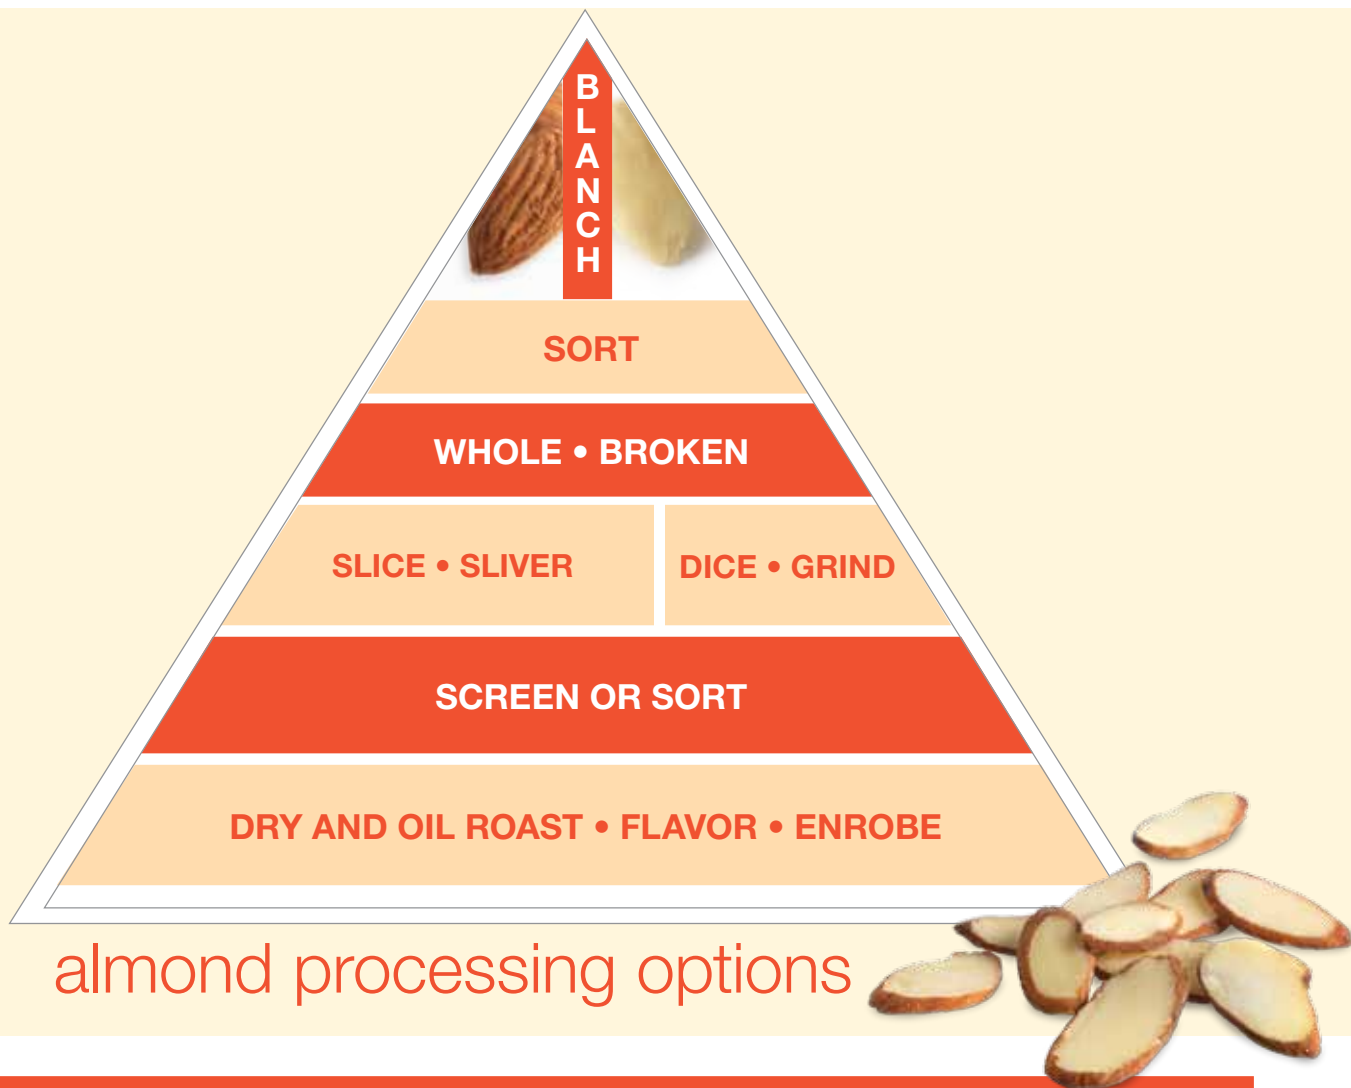 BLANCH
SORT
WHOLE • BROKEN
SLICE • SLIVER
DICE • GRIND
SCREEN OR SORT
DRY AND OIL ROAST • FLAVOR • ENROBE
almond processing options